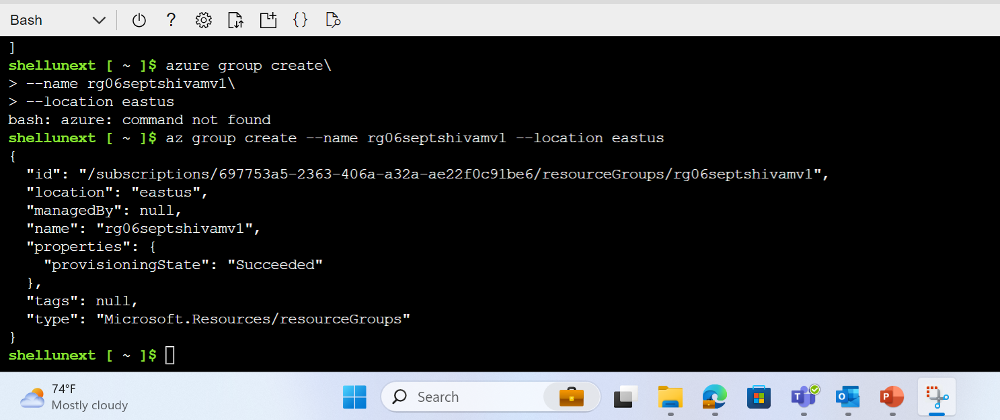 Bash
?
{}
]
shellunext [ ~ ]$ azure group create\
> --name rg06septshivamv1\
> --location eastus
bash: azure: command not found
shellunext [ ~ ]$ az group create --name rg06septshivamv1 --location eastus
{
  "id": "/subscriptions/697753a5-2363-406a-a32a-ae22f0c91be6/resourceGroups/rg06septshivamv1",
  "location": "eastus",
  "managedBy": null,
  "name": "rg06septshivamv1",
  "properties": {
    "provisioningState": "Succeeded"
  },
  "tags": null,
  "type": "Microsoft.Resources/resourceGroups"
}
shellunext [ ~ ]$
74°F
Mostly cloudy
Search
T
O
P